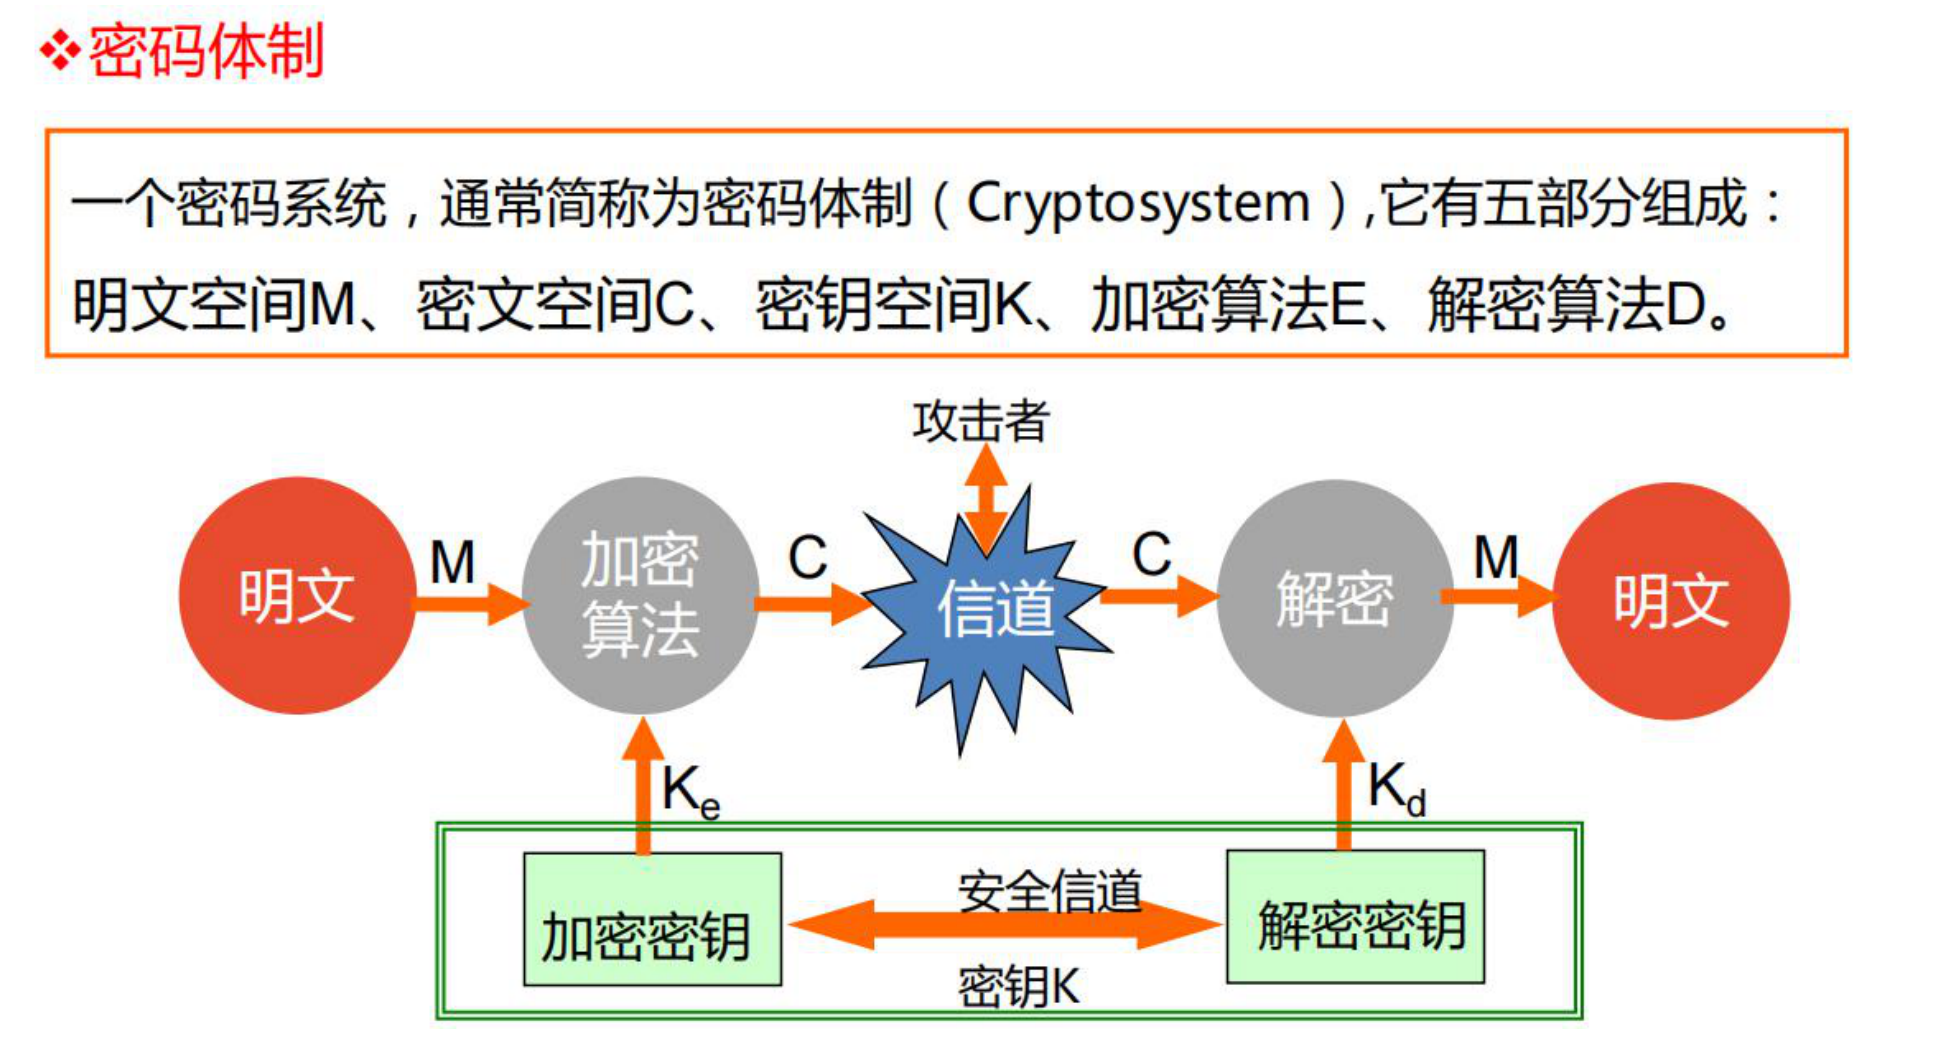 ❖密码体制
一个密码系统，通常简称为密码体制（Cryptosystem）,它有五部分组成：
明文空间M、密文空间C、密钥空间K、加密算法E、解密算法D。
攻击者
明文
M
加密
算法
C
信道
C
解密
M
明文
Ke
Kd
加密密钥
安全信道
密钥K
解密密钥